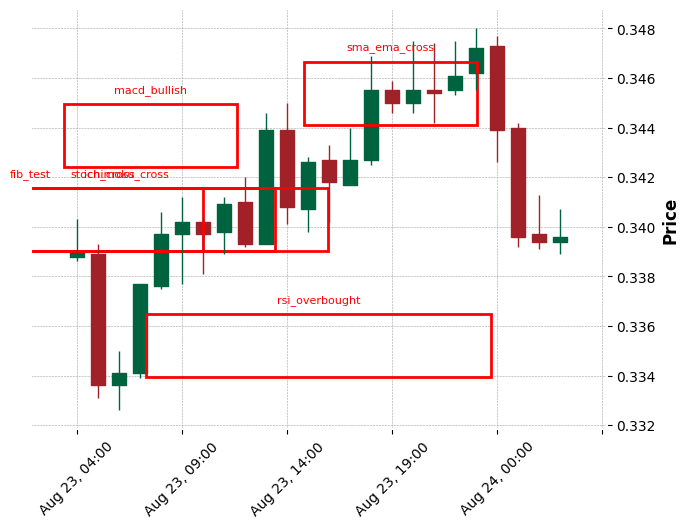 sma_ema_cross
macd_bullish
fib_test
ichimoku_cross
rsi_overbought
0.348
0.346
0.344
0.342
0.340
0.338
0.336
0.334
0.332
Price
Aug 23, 04:00
Aug 23, 09:00
Aug 23, 14:00
Aug 23, 19:00
Aug 24, 00:00